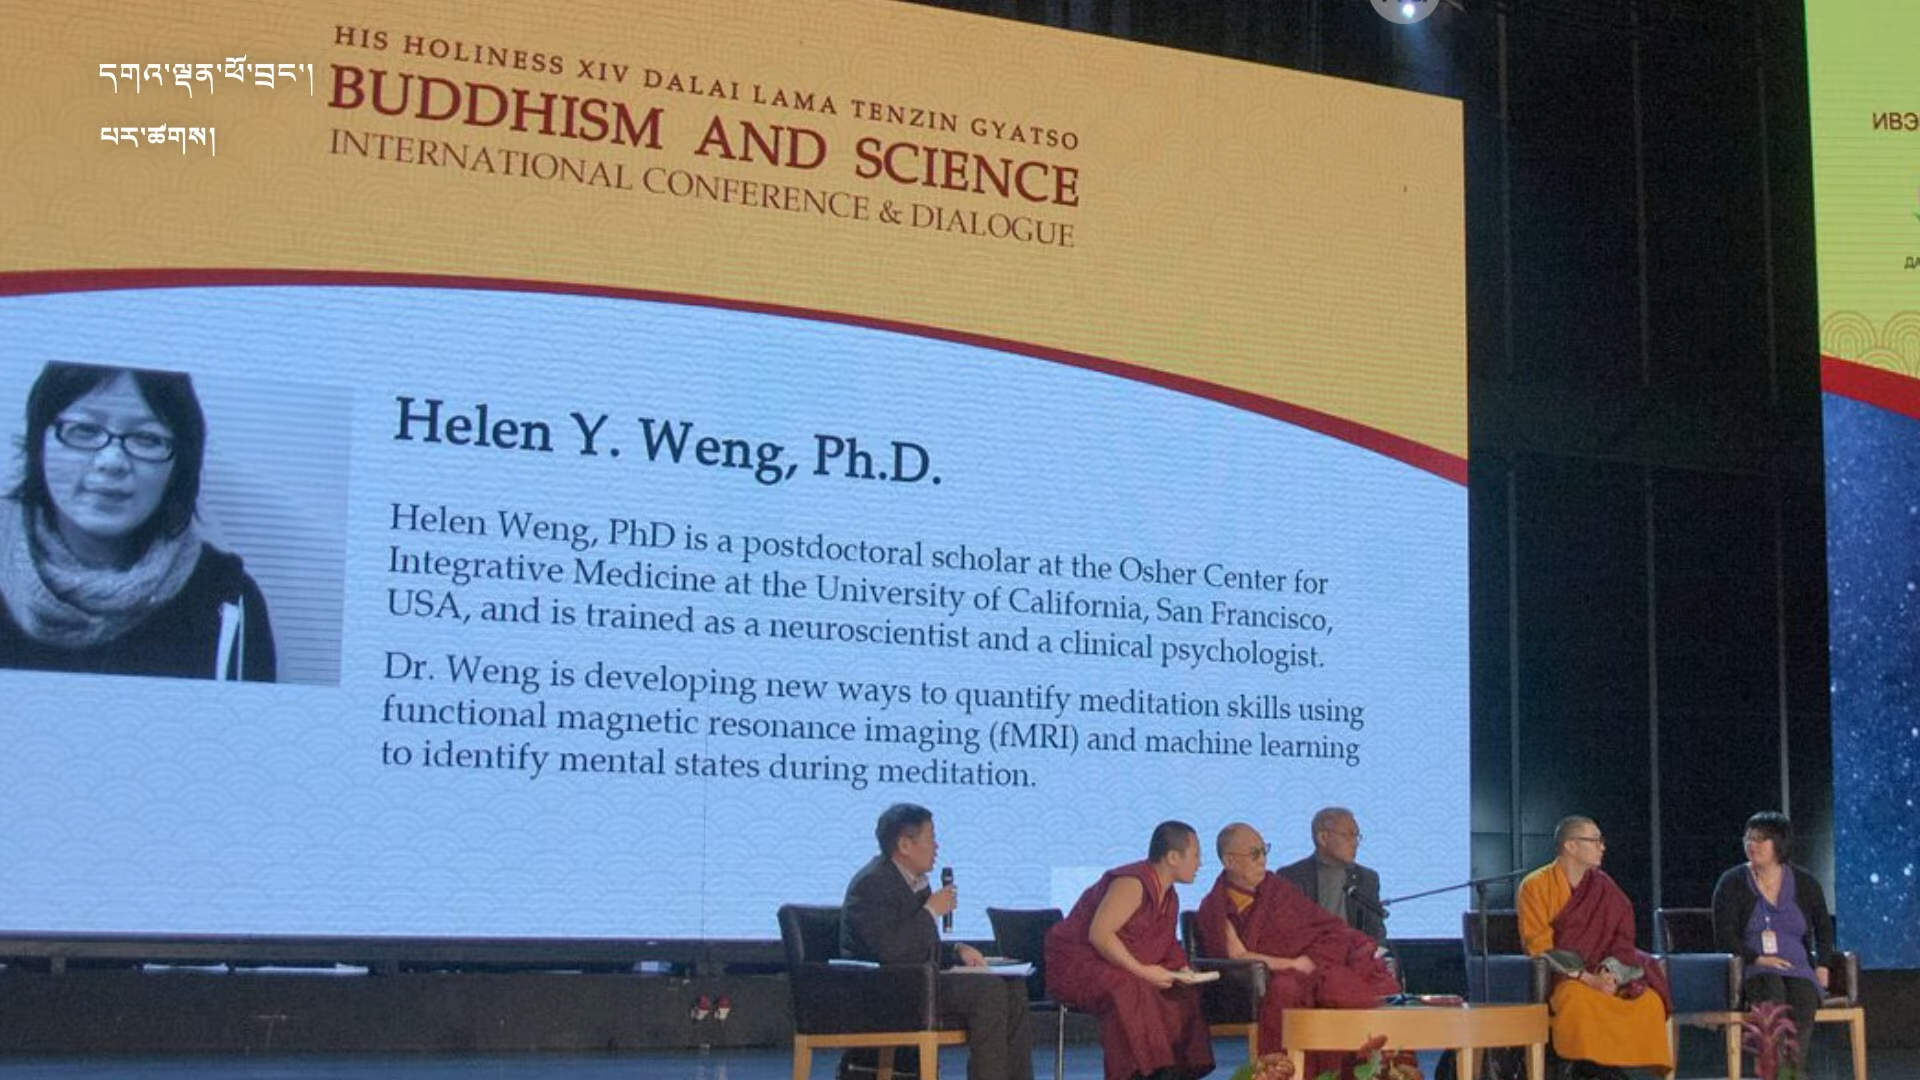 དགའ་ལྡན་ཕོ་བྲང་།
པར་ཚགས།
HIS HOLINESS XIV DALAI LAMA TENZIN GYATSO
BUDDHISM AND SCIENCE
INTERNATIONAL CONFERENCE & DIALOGUE
Helen Y. Weng, Ph.D.
Helen Weng, PhD is a postdoctoral scholar at the Osher Center for
Integrative Medicine at the University of California, San Francisco,
USA, and is trained as a neuroscientist and a clinical psychologist.
Dr. Weng is developing new ways to quantify meditation skills using
functional magnetic resonance imaging (fMRI) and machine learning
to identify mental states during meditation.
ИВЭ